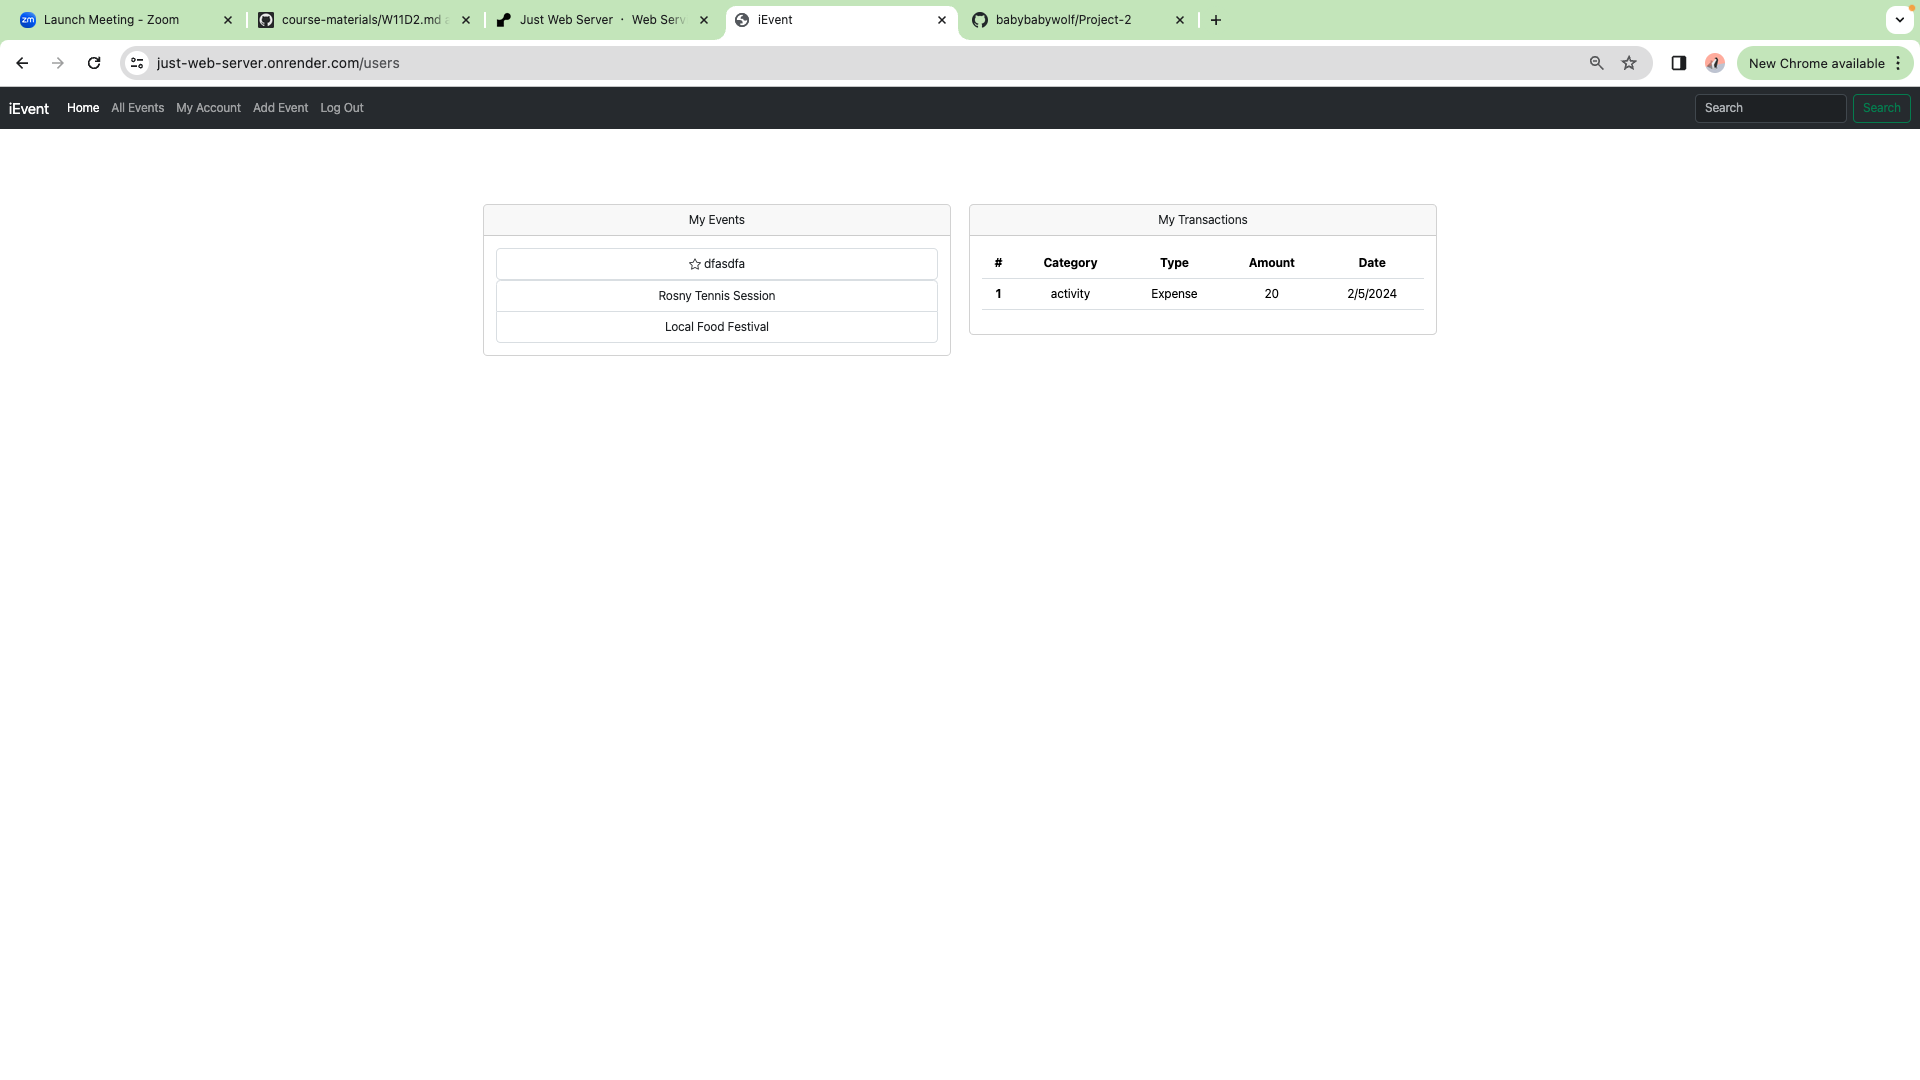 zm Launch Meeting - Zoom
course-materials/W11D2.md
Just Web Server · Web Serv
iEvent
babybabywolf/Project-2
just-web-server.onrender.com/users
New Chrome available
iEvent Home All Events My Account Add Event Log Out Search Search
My Events
dfasdfa
Rosny Tennis Session
Local Food Festival
My Transactions
# Category Type Amount Date
1 activity Expense 20 2/5/2024